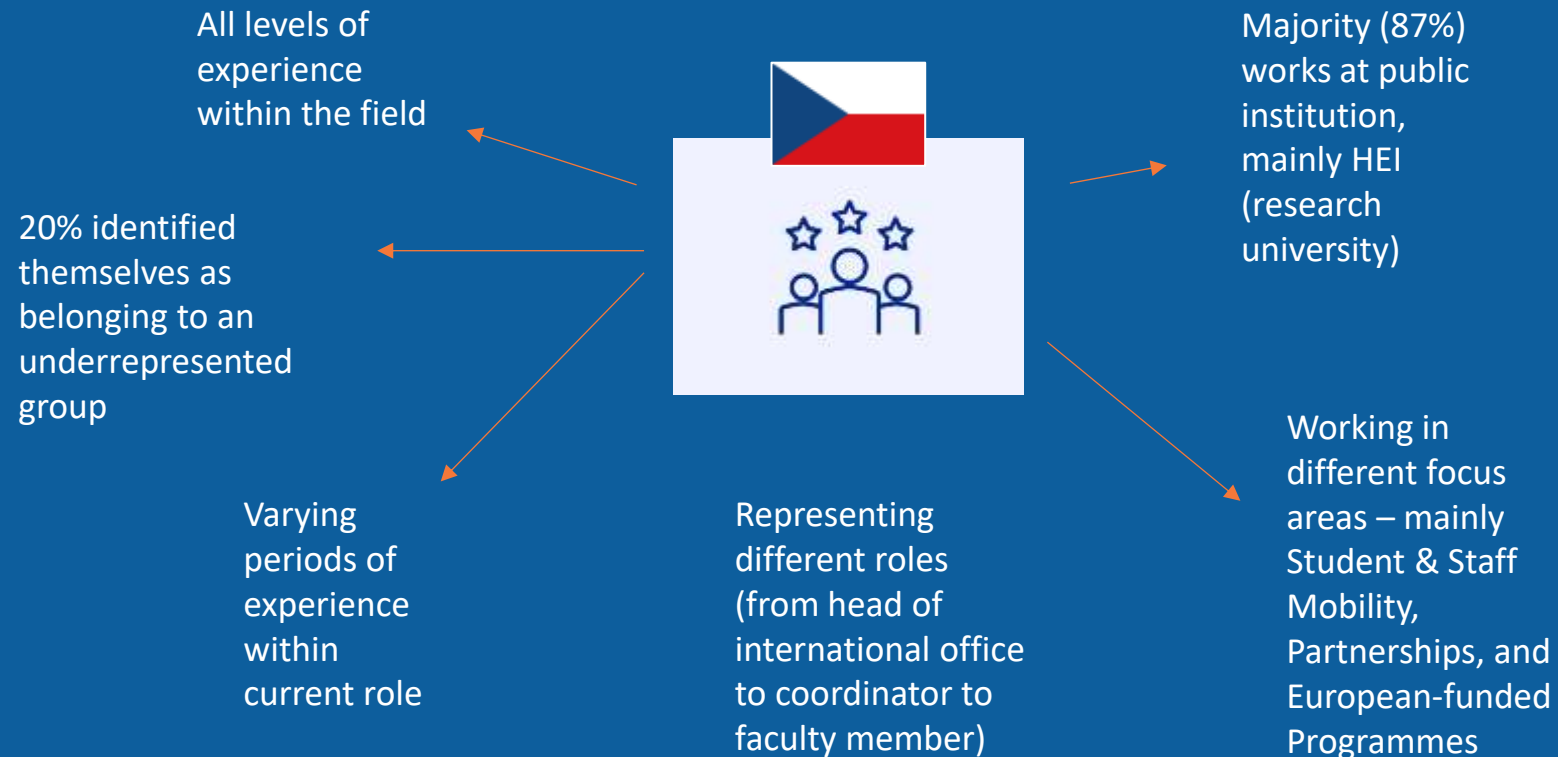 All levels of
experience
within the field
Majority (87%)
works at public
institution,
mainly HEI
(research
university)
20% identified
themselves as
belonging to an
underrepresented
group
Varying
periods of
experience
within
current role
Representing
different roles
(from head of
international office
to coordinator to
faculty member)
Working in
different focus
areas – mainly
Student & Staff
Mobility,
Partnerships, and
European-funded
Programmes